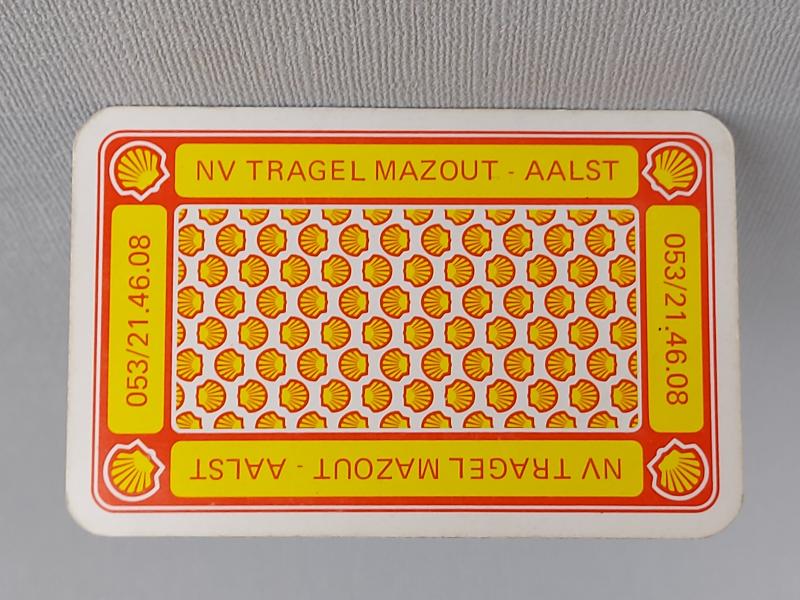 NV TRAGEL MAZOUT - AALST
053/21.46.08
053/21.46.08
NV TRAGEL MAZOUT - AALST